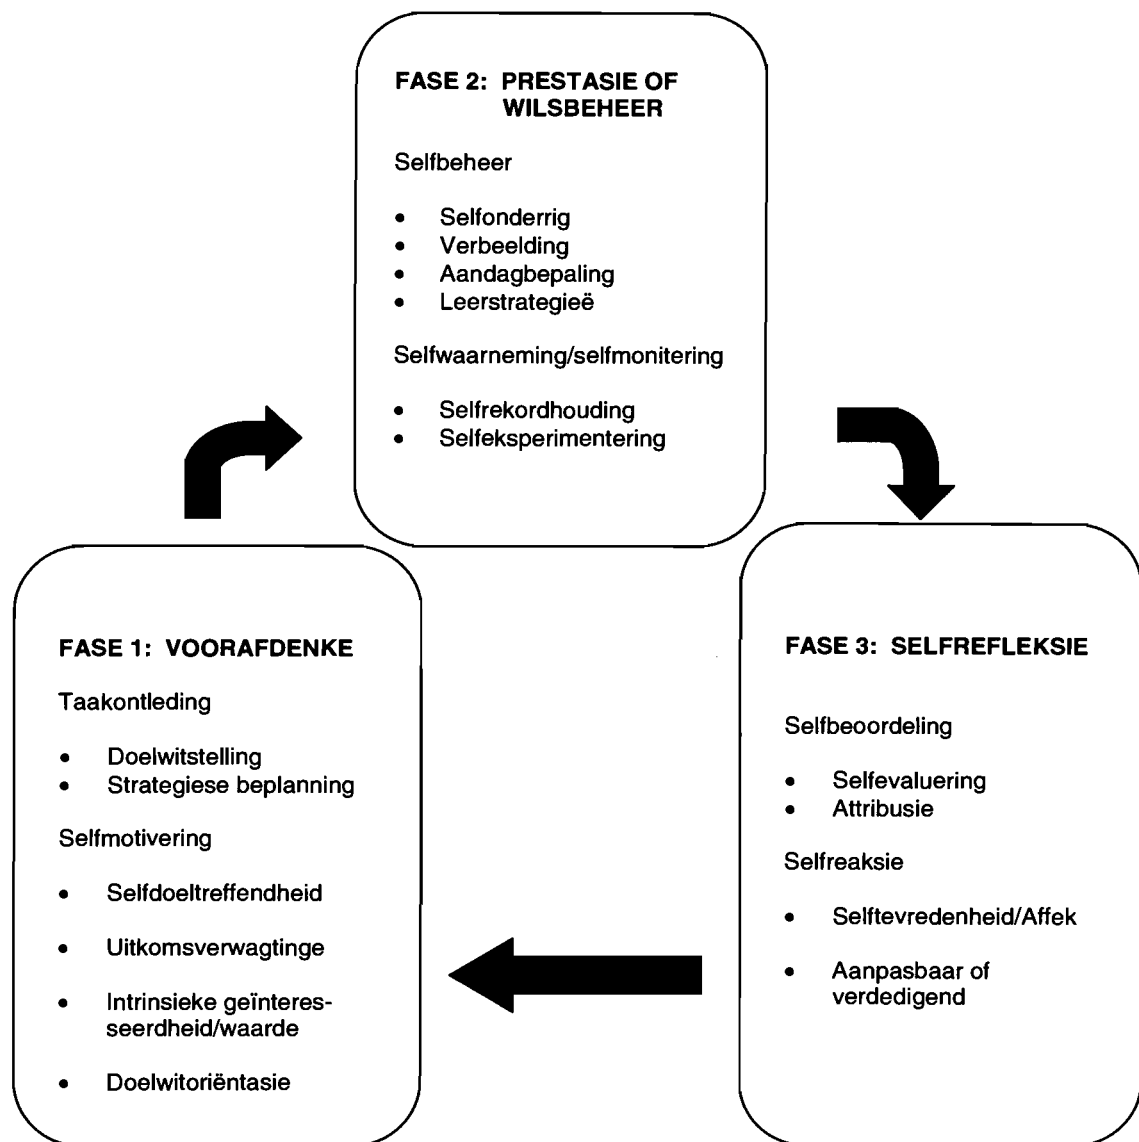 FASE 2: PRESTASIE OF
WILSBEHEER
Selfbeheer
• Selfonderrig
• Verbeelding
• Aandagbepaling
• Leerstrategieë
Selfwaarneming/selfmonitering
• Selfrekordhouding
• Selfeksperimentering
FASE 1: VOORAFDENKE
Taakontleding
• Doelwitstelling
• Strategiese beplanning
Selfmotivering
• Selfdoeltreffendheid
• Uitkomsverwagtinge
• Intrinsieke geïnteres-
seerdheid/waarde
• Doelwitoriëntasie
FASE 3: SELFREFLEKSIE
Selfbeoordeling
• Selfevaluering
• Attribusie
Selfreaksie
• Selftevredenheid/Affek
• Aanpasbaar of
verdedigend